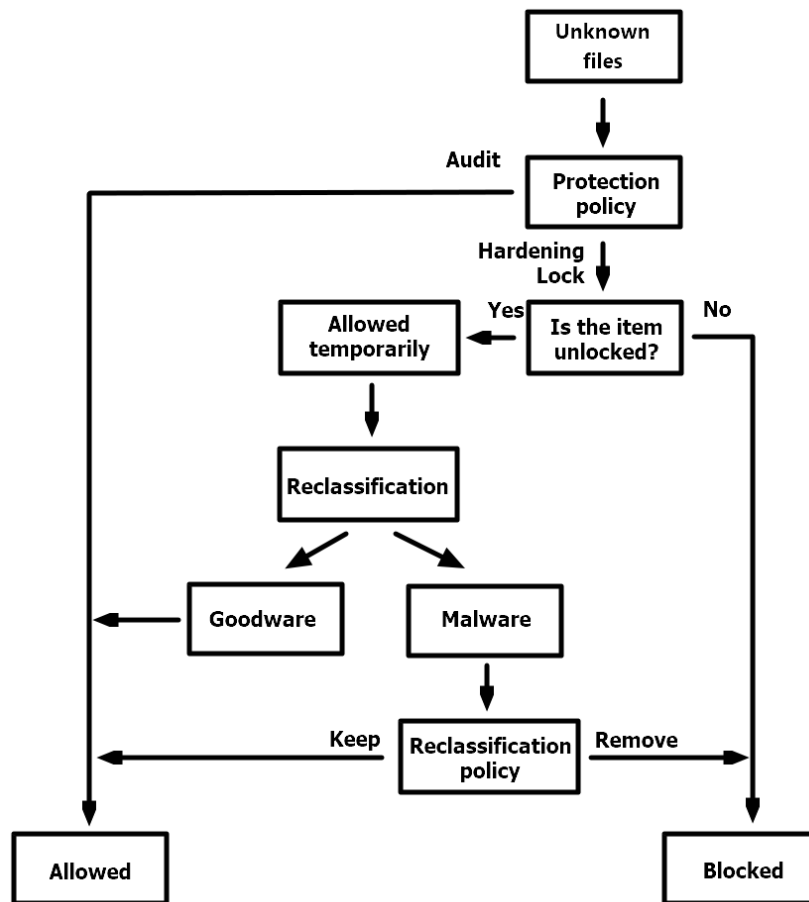 Unknown
files
Audit
Protection
policy
Hardening
Lock
Yes
No
Allowed
temporarily
Is the item
unlocked?
Reclassification
Goodware
Malware
Keep
Reclassification
policy
Remove
Allowed
Blocked